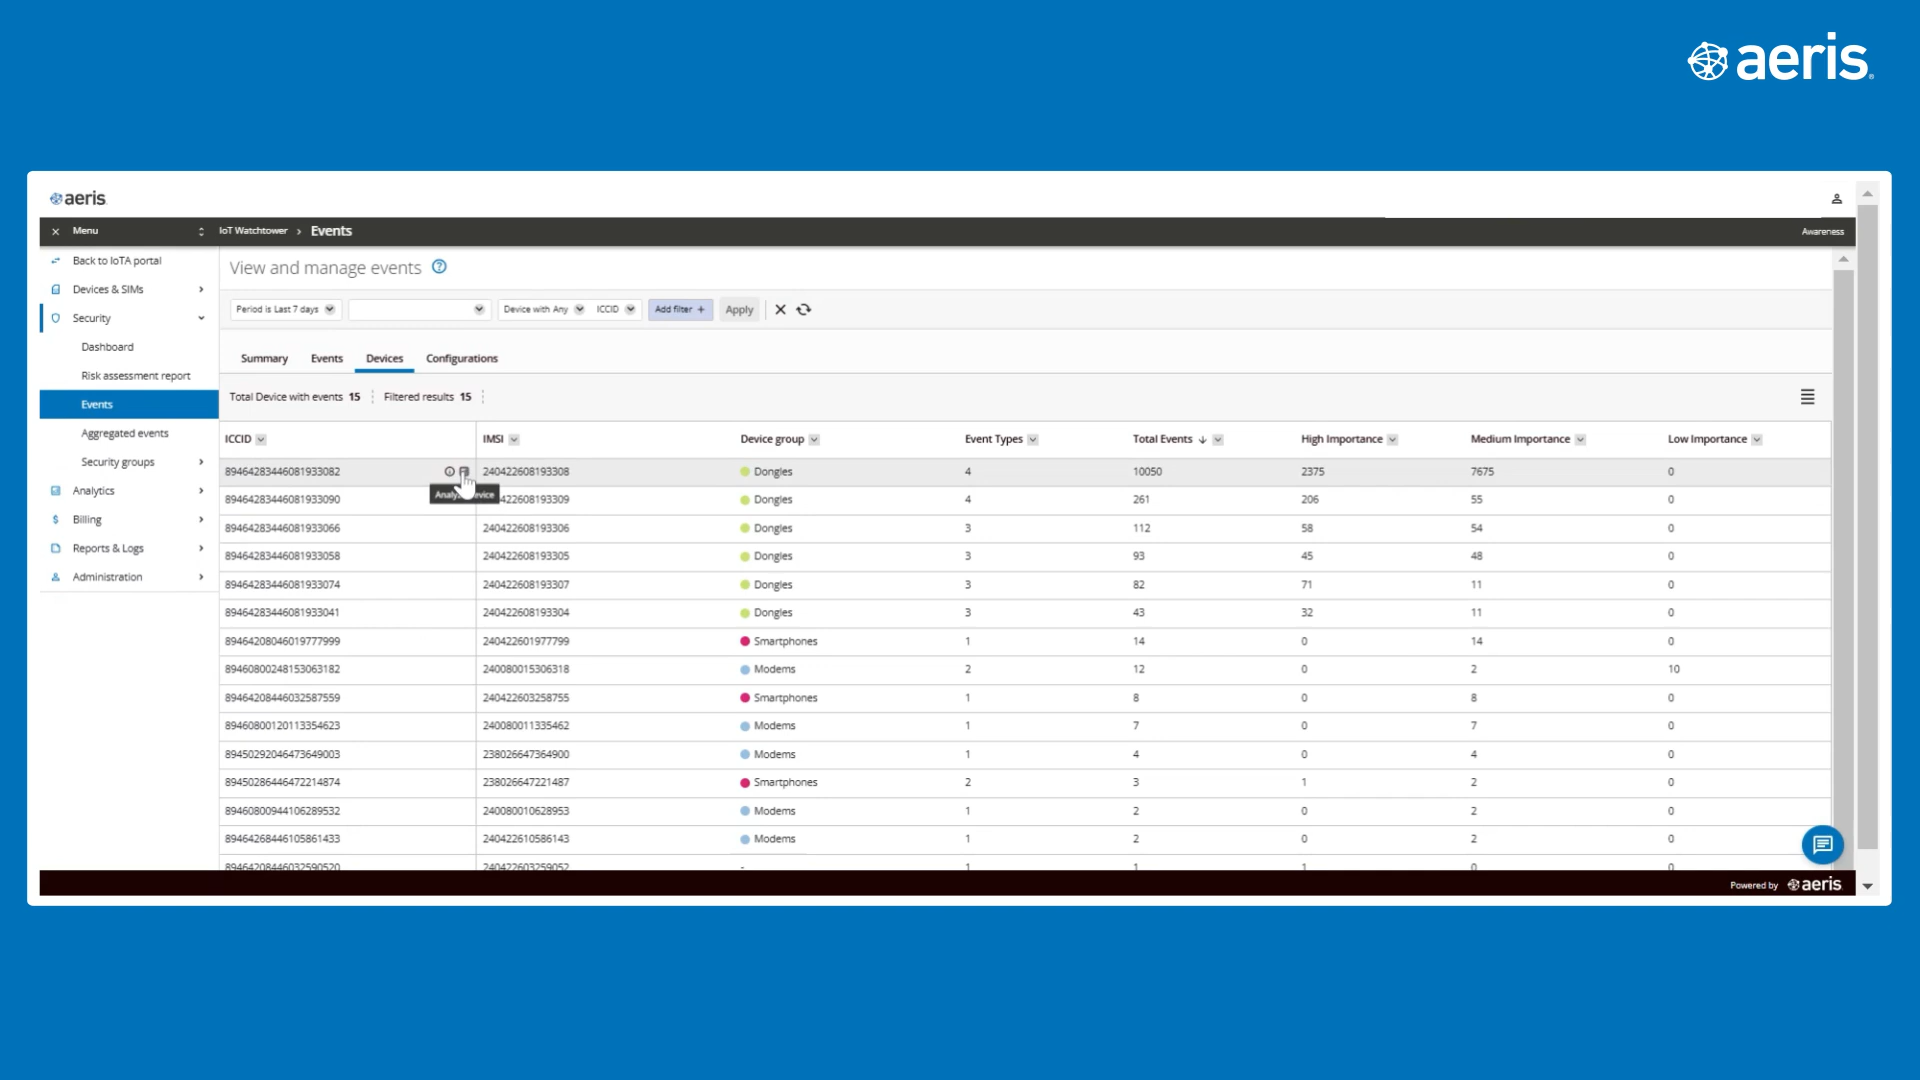 aeris
aeris
Menu
IoT Watchtower > Events
Awareness
Back to IoTA portal
Devices & SIMs
Security
Dashboard
Risk assessment report
Events
Aggregated events
Security groups
Analytics
Billing
Reports & Logs
Administration
View and manage events
Period is Last 7 days Device with Any ICCID Add filter + Apply
Summary Events Devices Configurations
Total Device with events 15 Filtered results 15
ICCID IMSI Device group Event Types Total Events High Importance Medium Importance Low Importance
89464283446081933082 240422608193308 Dongles 4 10050 2375 7675 0
89464283446081933090 422608193309 Dongles 4 261 206 55 0
89464283446081933066 240422608193306 Dongles 3 112 58 54 0
89464283446081933058 240422608193305 Dongles 3 93 45 48 0
89464283446081933074 240422608193307 Dongles 3 82 71 11 0
89464283446081933041 240422608193304 Dongles 3 43 32 11 0
89464208046019777999 240422601977799 Smartphones 1 14 0 14 0
89460800248153063182 240080015306318 Modems 2 12 0 2 10
89464208446032587559 240422603258755 Smartphones 1 8 0 8 0
89460800120113354623 240080011335462 Modems 1 7 0 7 0
89450292046473649003 238026647364900 Modems 1 4 0 4 0
89450286446472214874 238026647221487 Smartphones 2 3 1 2 0
89460800944106289532 240080010628953 Modems 1 2 0 2 0
89464268446105861433 240422610586143 Modems 1 2 0 2 0
89464208446032590520 240422603259052 - 1 1 1 0 0
Powered by aeris